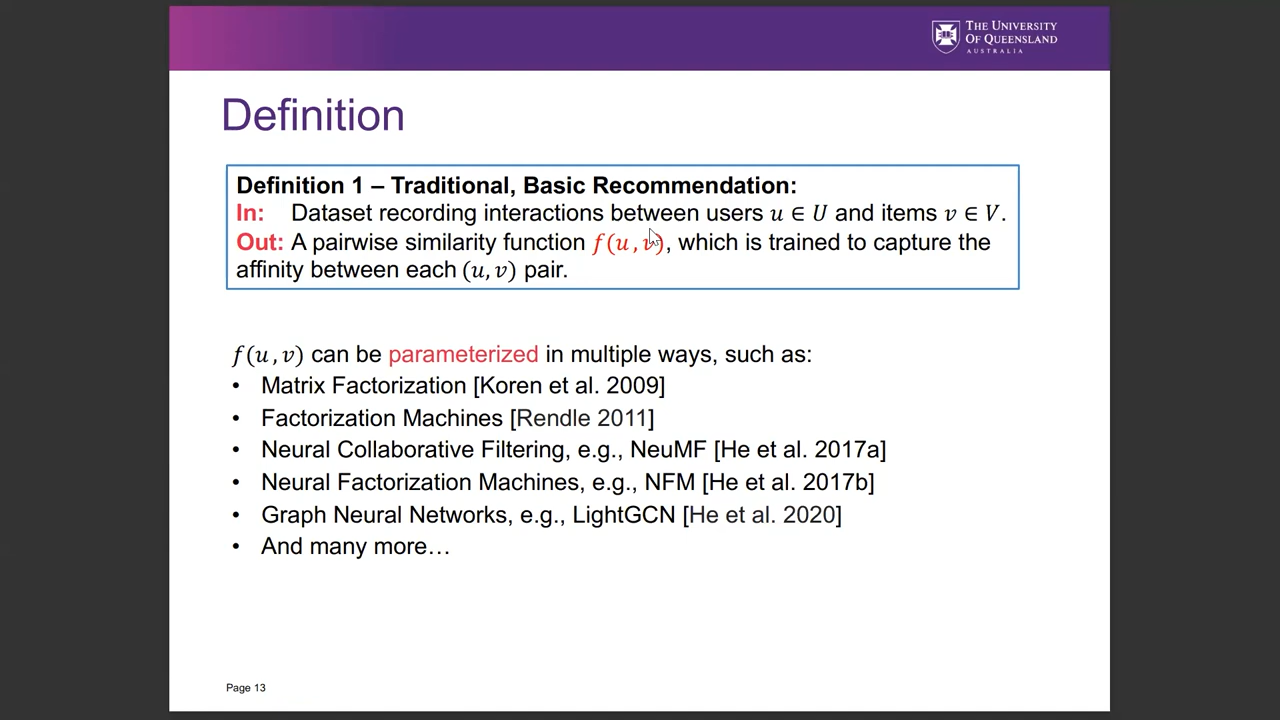 THE UNIVERSITY
OF QUEENSLAND
AUSTRALIA
Definition
Definition 1 – Traditional, Basic Recommendation:
In: Dataset recording interactions between users u ∈ U and items v ∈ V.
Out: A pairwise similarity function f(u, v), which is trained to capture the
affinity between each (u, v) pair.
f(u, v) can be parameterized in multiple ways, such as:
• Matrix Factorization [Koren et al. 2009]
• Factorization Machines [Rendle 2011]
• Neural Collaborative Filtering, e.g., NeuMF [He et al. 2017a]
• Neural Factorization Machines, e.g., NFM [He et al. 2017b]
• Graph Neural Networks, e.g., LightGCN [He et al. 2020]
• And many more…
Page 13